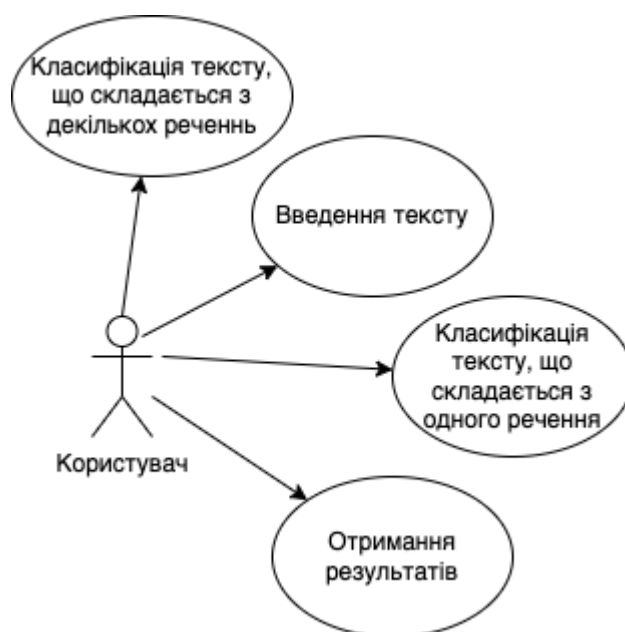 Класифікація тексту,
що складається з
декількох реченнь
Введення тексту
Класифікація
тексту, що
складається з
одного речення
Користувач
Отримання
результатів